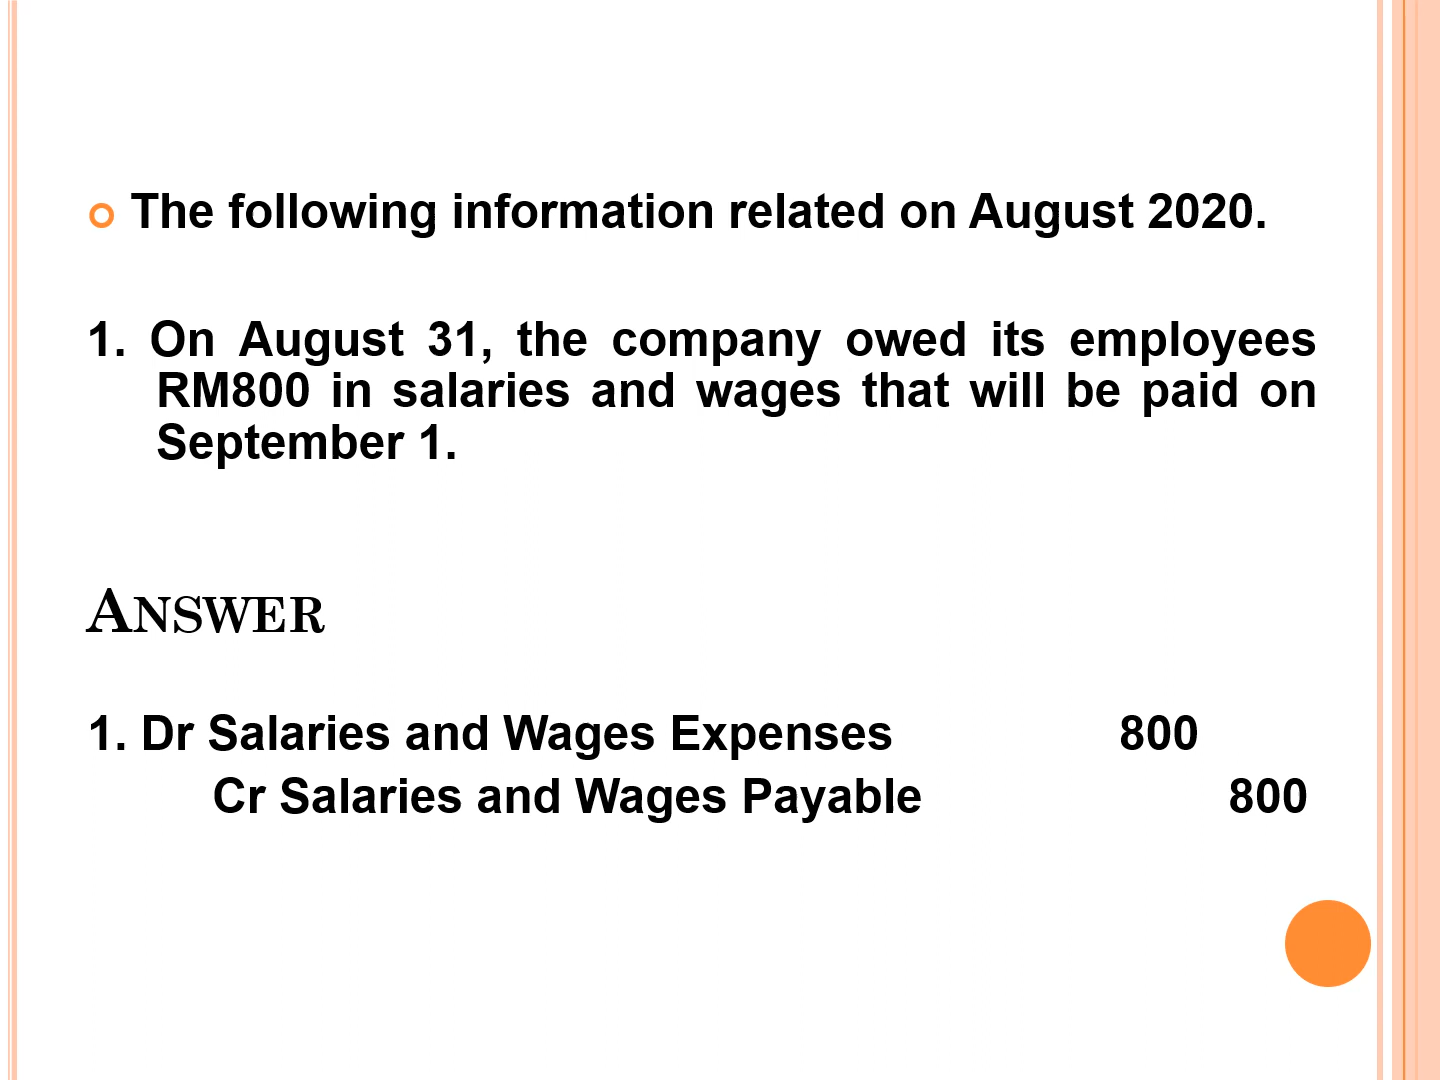 The following information related on August 2020.
1. On August 31, the company owed its employees
RM800 in salaries and wages that will be paid on
September 1.
ANSWER
1. Dr Salaries and Wages Expenses 800
Cr Salaries and Wages Payable 800